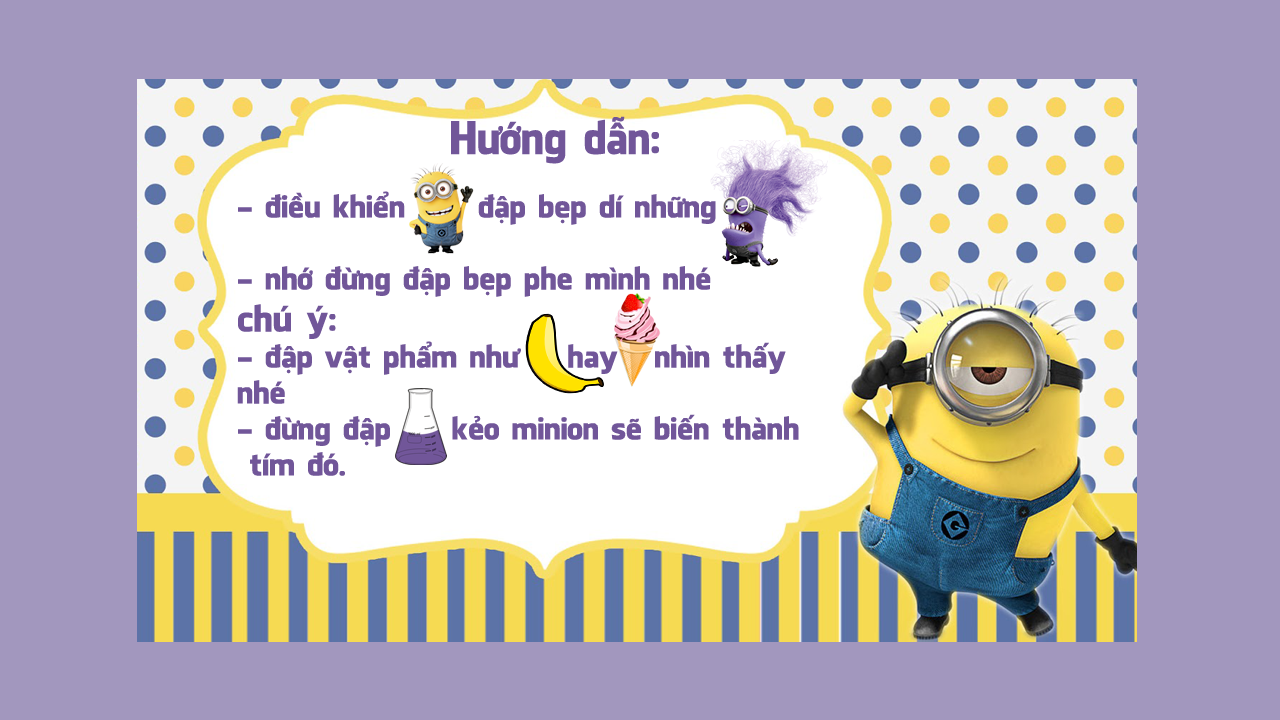 Hướng dẫn:
- điều khiển đập bẹp dí những
- nhớ đừng đập bẹp phe mình nhé
chú ý:
- đập vật phẩm như hay nhìn thấy
nhé
- đừng đập kẻo minion sẽ biến thành
tím đó.